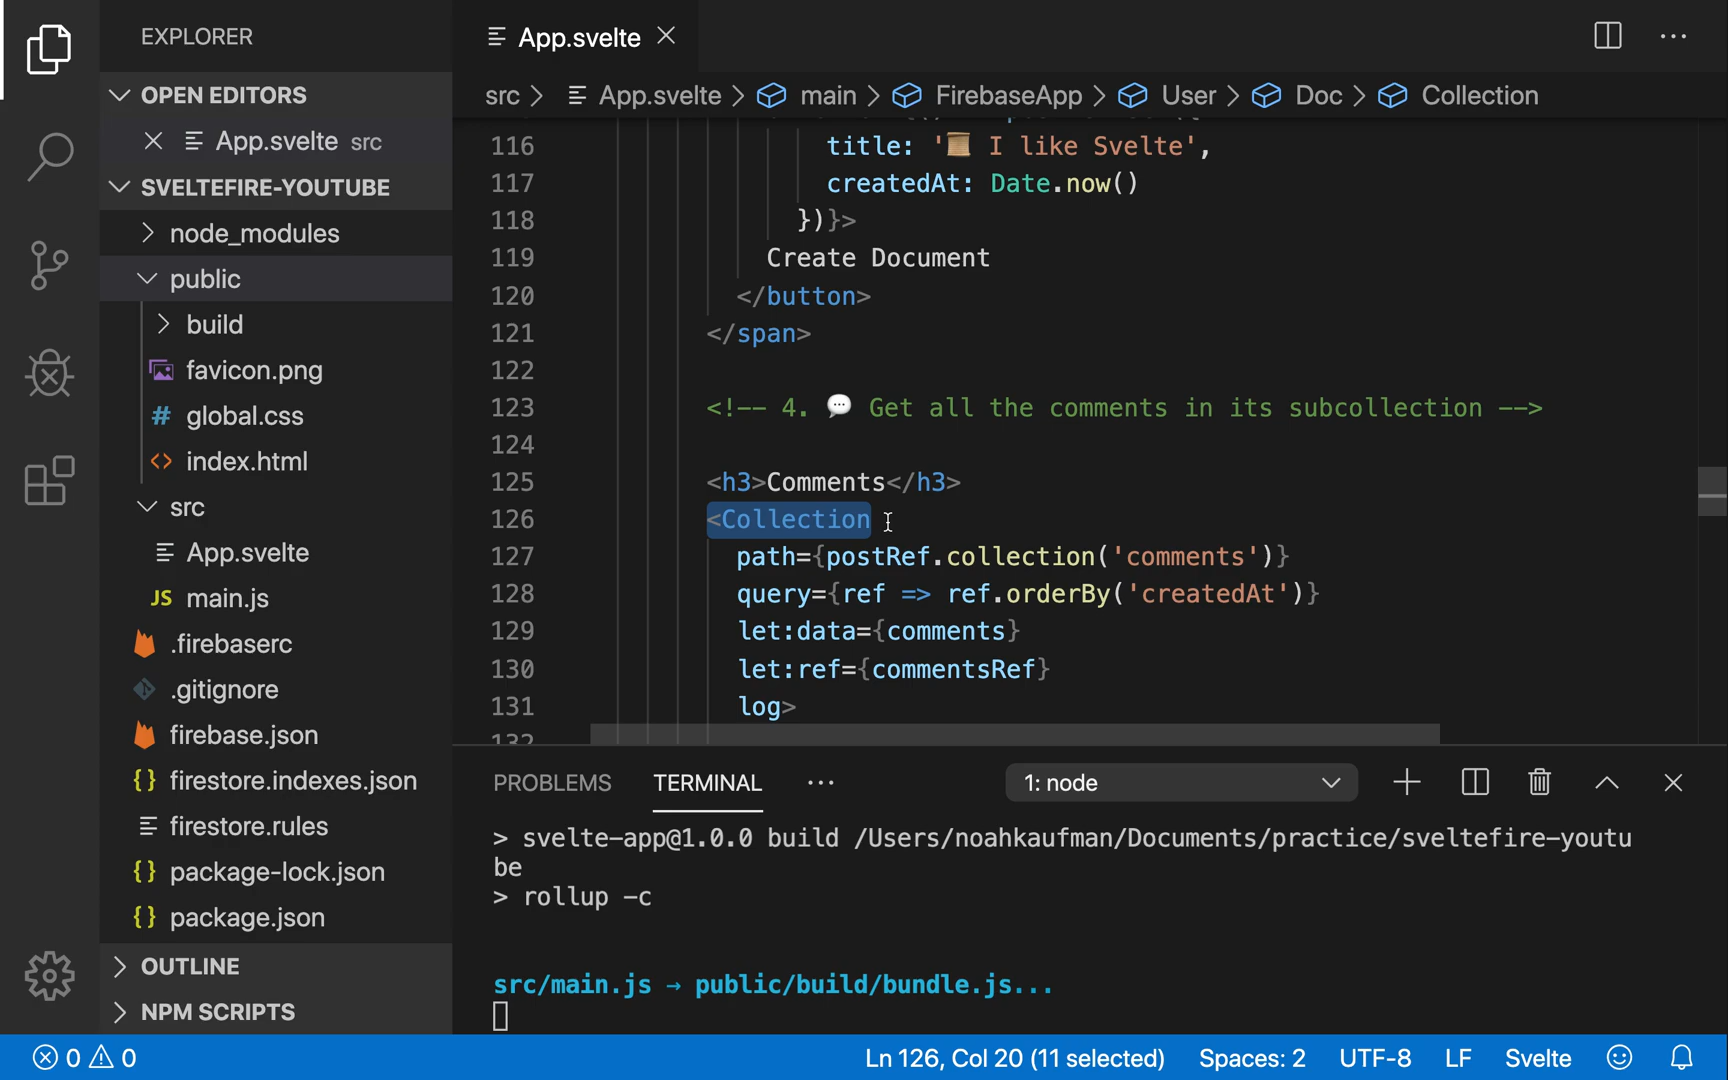 EXPLORER
OPEN EDITORS
App.svelte src
SVELTEFIRE-YOUTUBE
node_modules
public
build
favicon.png
# global.css
<> index.html
src
App.svelte
JS main.js
.firebaserc
.gitignore
firebase.json
{} firestore.indexes.json
firestore.rules
{} package-lock.json
{} package.json
OUTLINE
NPM SCRIPTS
App.svelte
src > App.svelte > main > FirebaseApp > User > Doc > Collection
116 title: '📜 I like Svelte',
117 createdAt: Date.now()
118 })}>
119 Create Document
120 </button>
121 </span>
122
123 <!-- 4. 💬 Get all the comments in its subcollection -->
124
125 <h3>Comments</h3>
126 <Collection
127 path={postRef.collection('comments')}
128 query={ref => ref.orderBy('createdAt')}
129 let:data={comments}
130 let:ref={commentsRef}
131 log>
132
PROBLEMS TERMINAL ··· 1: node
> svelte-app@1.0.0 build /Users/noahkaufman/Documents/practice/sveltefire-youtu
be
> rollup -c
src/main.js → public/build/bundle.js...
0 0 Ln 126, Col 20 (11 selected) Spaces: 2 UTF-8 LF Svelte